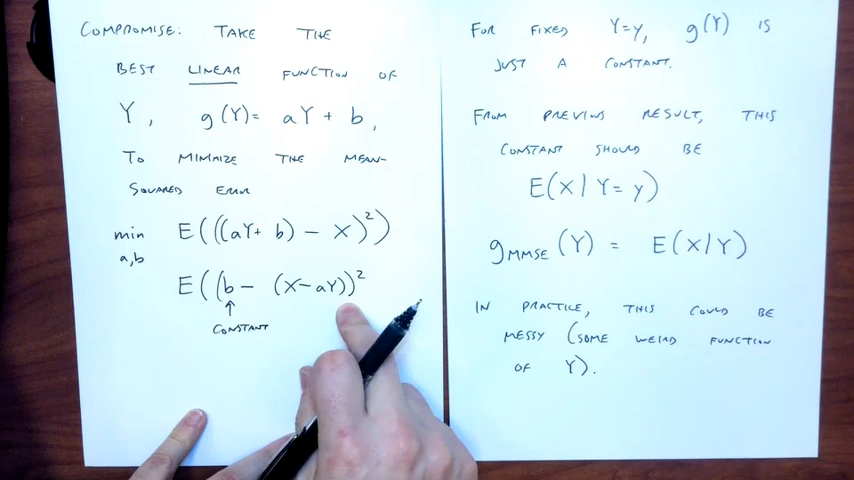 COMPROMISE: TAKE THE
BEST LINEAR FUNCTION OF
Y, g(Y)= aY + b,
TO MINIMIZE THE MEAN-
SQUARED ERROR
min E(((aY+ b) - X)²)
a,b
E((b - (X-aY))²
↑
CONSTANT
FOR FIXED Y=y, g(Y) IS
JUST A CONSTANT.
FROM PREVIOUS RESULT, THIS
CONSTANT SHOULD BE
E(X|Y=y)
gMMSE(Y) = E(X|Y)
IN PRACTICE, THIS COULD BE
MESSY (SOME WEIRD FUNCTION
OF Y).